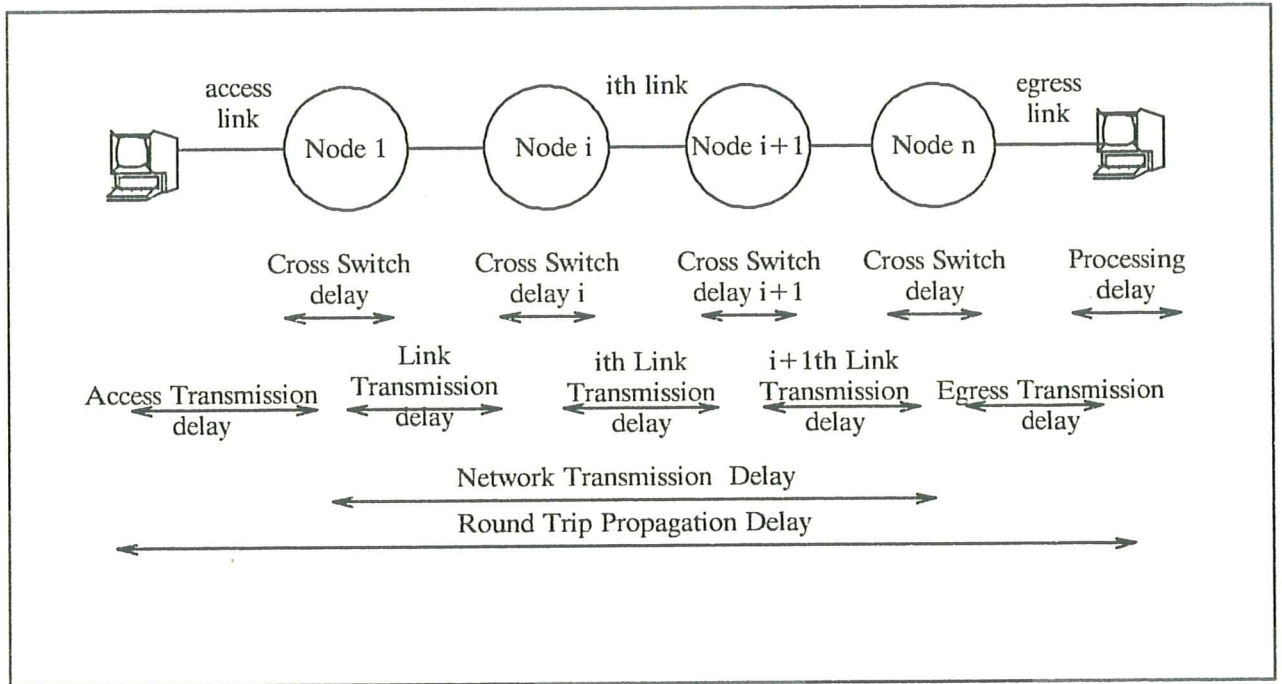 access
link
ith link
egress
link
Node 1
Node i
Node i+1
Node n
Cross Switch
delay
Cross Switch
delay i
Cross Switch
delay i+1
Cross Switch
delay
Processing
delay
Access Transmission
delay
Link
Transmission
delay
ith Link
Transmission
delay
i+1th Link
Transmission
delay
Egress Transmission
delay
Network Transmission Delay
Round Trip Propagation Delay